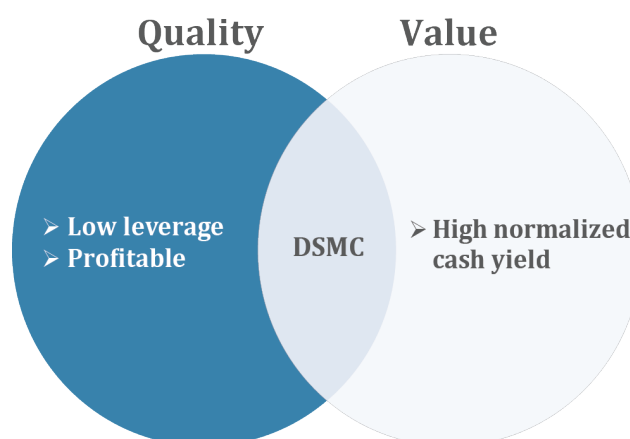 Quality
Value
➢ Low leverage
➢ Profitable
DSMC
➢ High normalized
cash yield